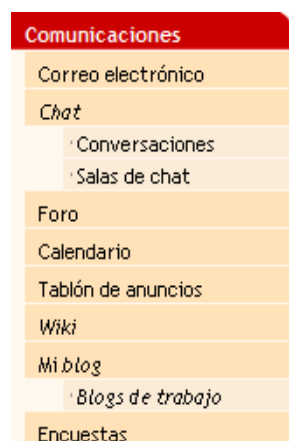 Comunicaciones
Correo electrónico
Chat
Conversaciones
Salas de chat
Foro
Calendario
Tablón de anuncios
Wiki
Mi blog
Blogs de trabajo
Encuestas